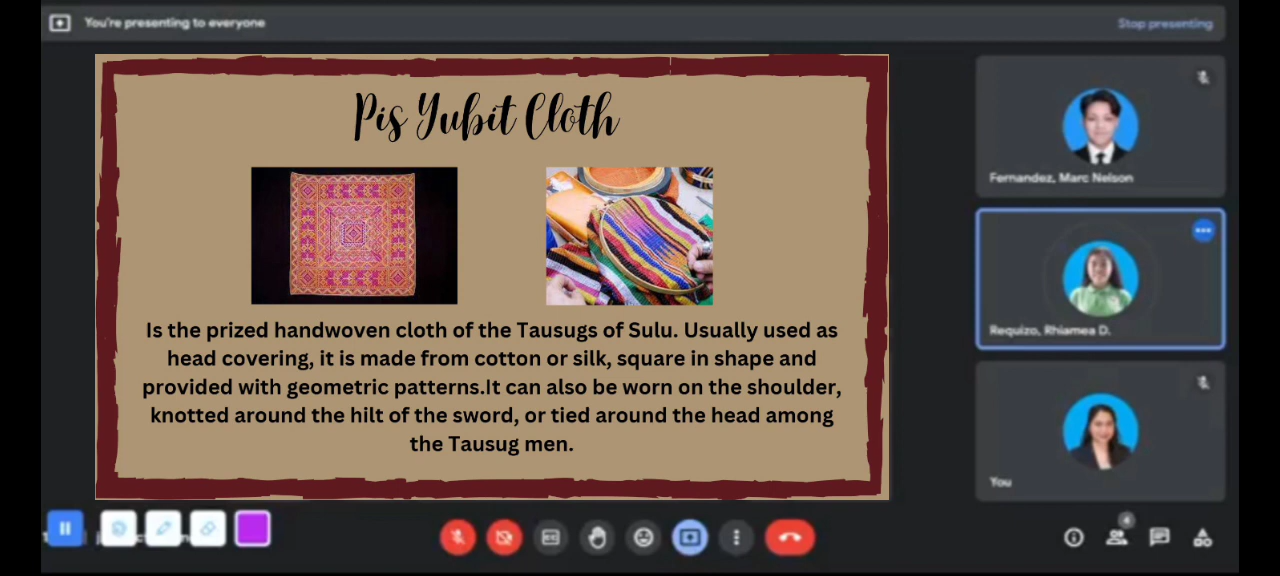 You're presenting to everyone
Stop presenting
Pis Yubit Cloth
Is the prized handwoven cloth of the Tausugs of Sulu. Usually used as
head covering, it is made from cotton or silk, square in shape and
provided with geometric patterns.It can also be worn on the shoulder,
knotted around the hilt of the sword, or tied around the head among
the Tausug men.
Fernandez, Marc Nelson
Requizo, Rhiamea D.
You
4